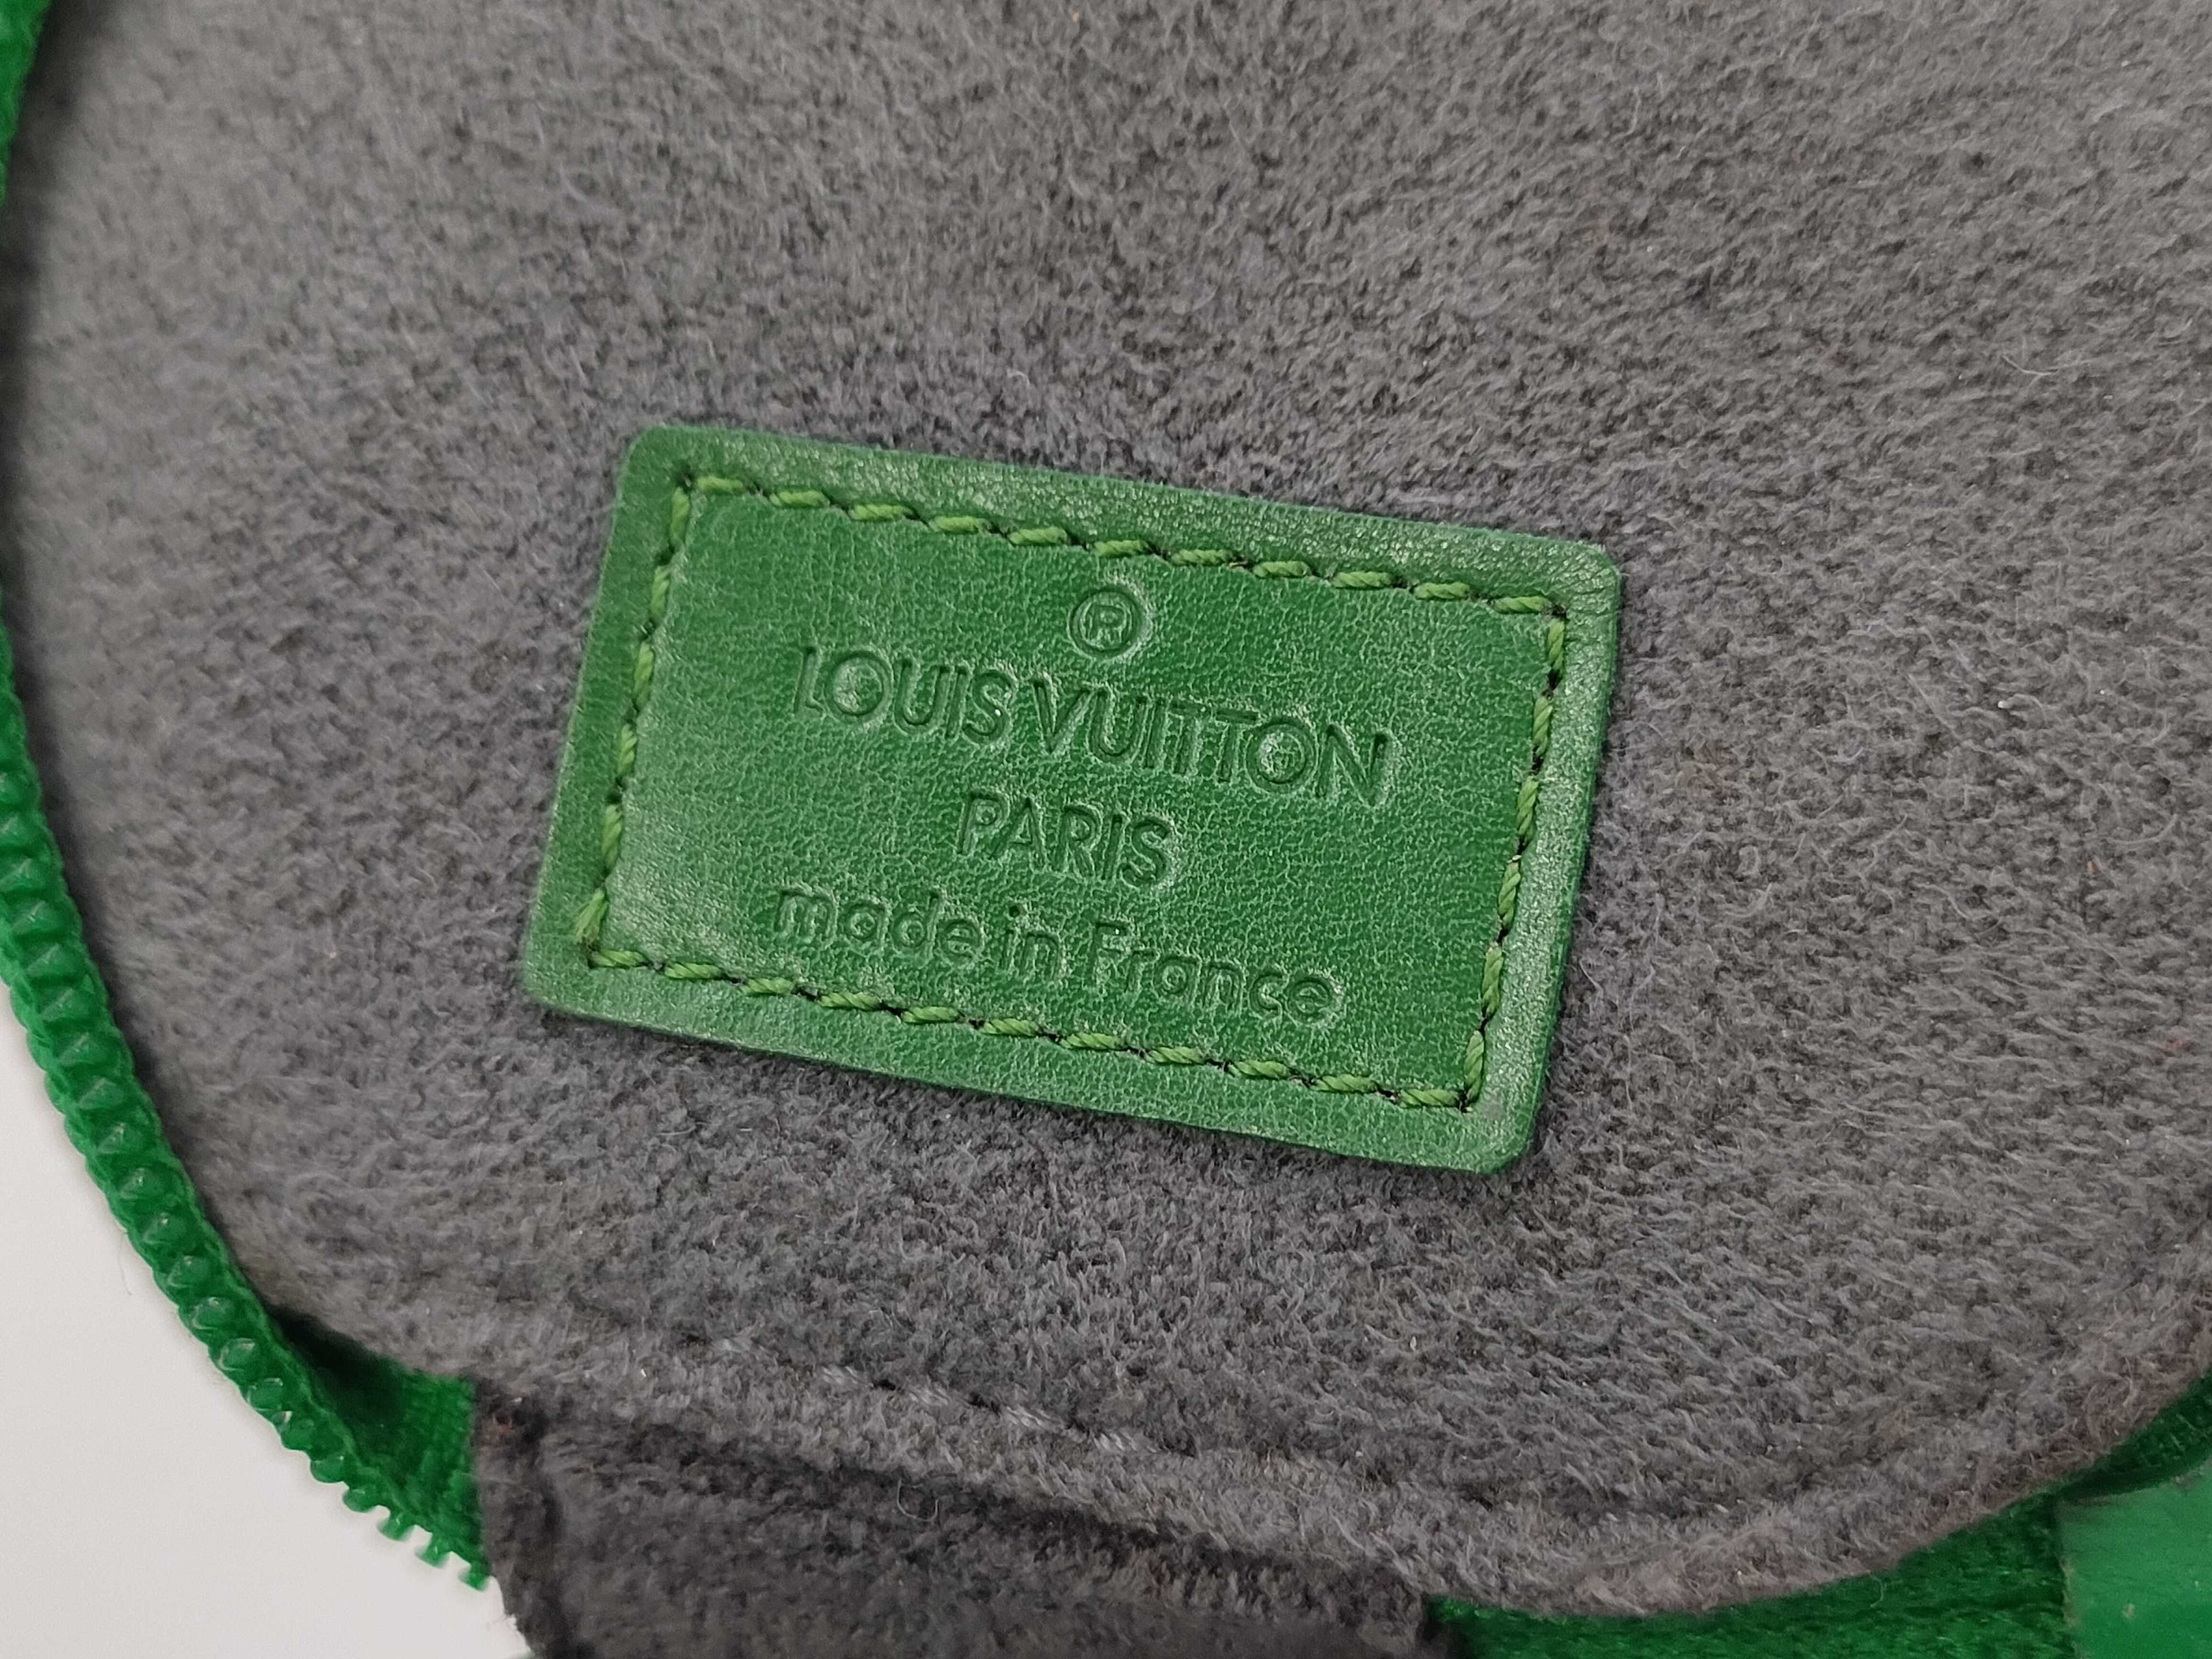 ®
LOUIS VUITTON
PARIS
made in France